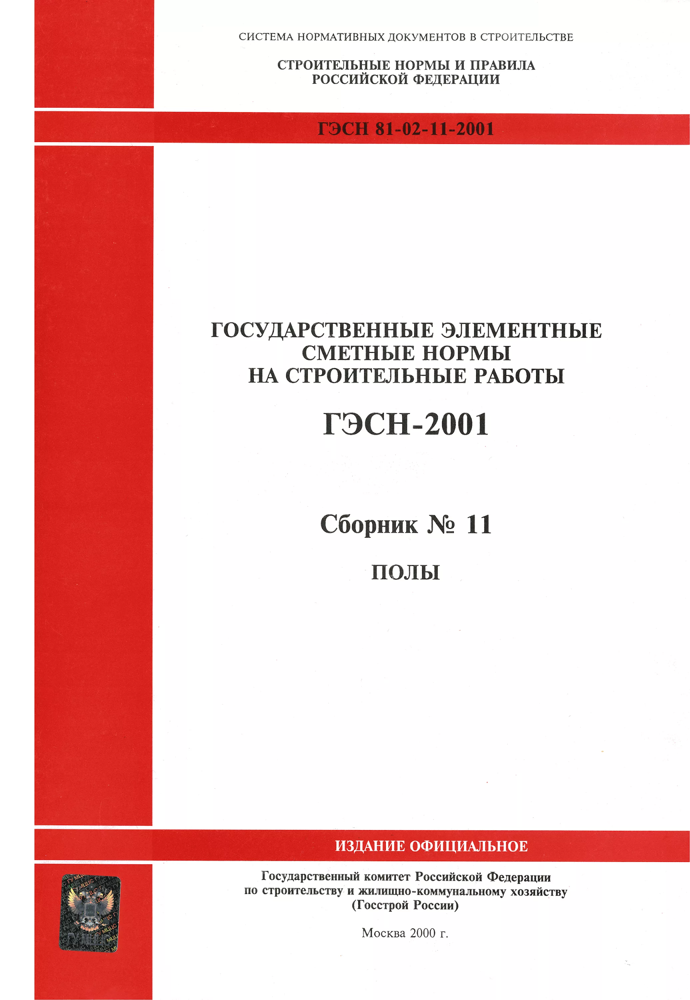 СИСТЕМА НОРМАТИВНЫХ ДОКУМЕНТОВ В СТРОИТЕЛЬСТВЕ
СТРОИТЕЛЬНЫЕ НОРМЫ И ПРАВИЛА
РОССИЙСКОЙ ФЕДЕРАЦИИ
ГЭСН 81-02-11-2001
ГОСУДАРСТВЕННЫЕ ЭЛЕМЕНТНЫЕ
СМЕТНЫЕ НОРМЫ
НА СТРОИТЕЛЬНЫЕ РАБОТЫ
ГЭСН-2001
Сборник № 11
ПОЛЫ
ИЗДАНИЕ ОФИЦИАЛЬНОЕ
Государственный комитет Российской Федерации
по строительству и жилищно-коммунальному хозяйству
(Госстрой России)
Москва 2000 г.
ГУ МЦЦС